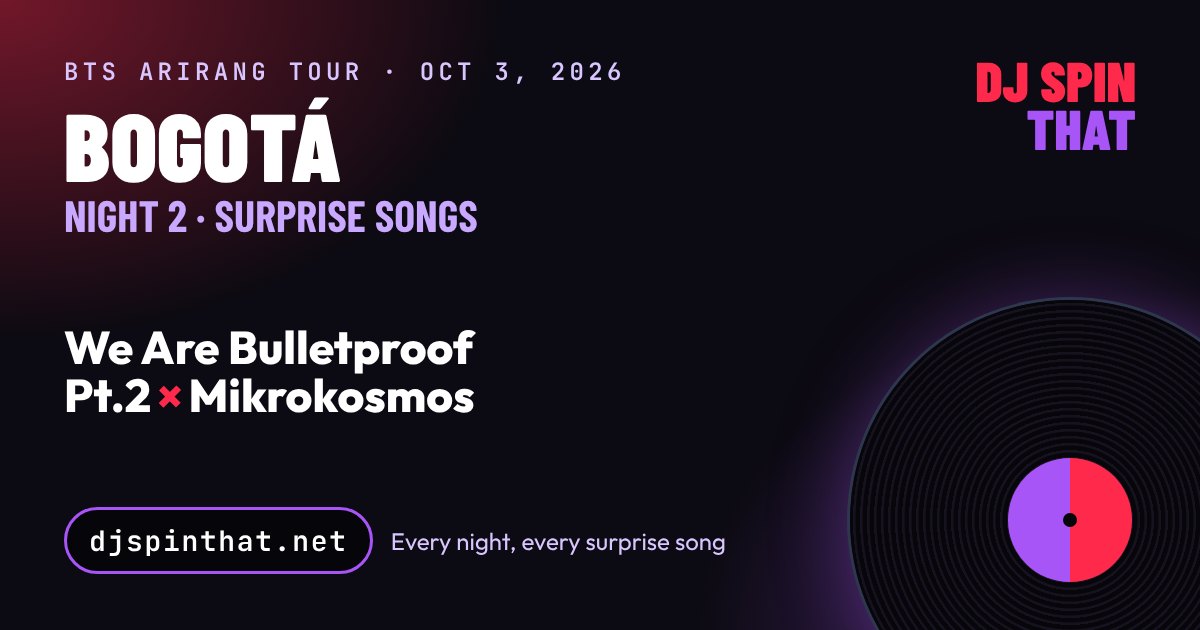 BTS ARIRANG TOUR · OCT 3, 2026
BOGOTÁ
NIGHT 2 · SURPRISE SONGS
DJ SPIN
THAT
We Are Bulletproof
Pt.2 × Mikrokosmos
djspinthat.net
Every night, every surprise song